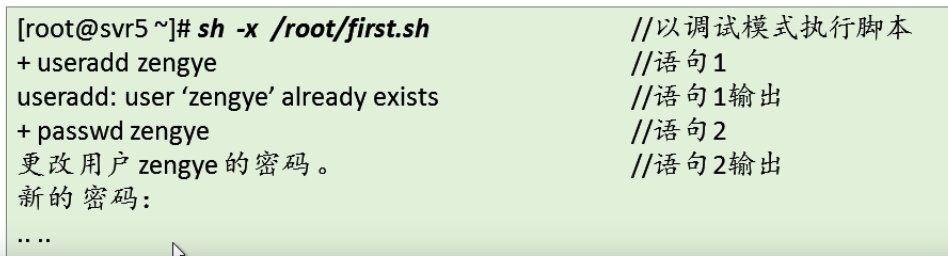 [root@svr5 ~]# sh -x /root/first.sh //以调试模式执行脚本
+ useradd zengye //语句1
useradd: user ‘zengye’ already exists //语句1输出
+ passwd zengye //语句2
更改用户 zengye 的密码。 //语句2输出
新的 密码：
.. ..